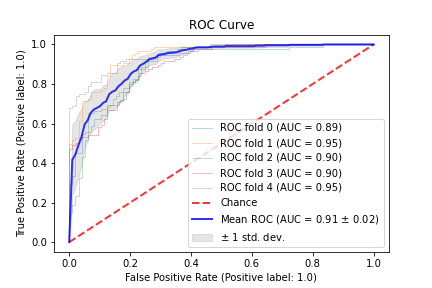 ROC Curve
True Positive Rate (Positive label: 1.0)
1.0
0.8
0.6
0.4
0.2
0.0
ROC fold 0 (AUC = 0.89)
ROC fold 1 (AUC = 0.95)
ROC fold 2 (AUC = 0.90)
ROC fold 3 (AUC = 0.90)
ROC fold 4 (AUC = 0.95)
Chance
Mean ROC (AUC = 0.91 ± 0.02)
± 1 std. dev.
0.0 0.2 0.4 0.6 0.8 1.0
False Positive Rate (Positive label: 1.0)